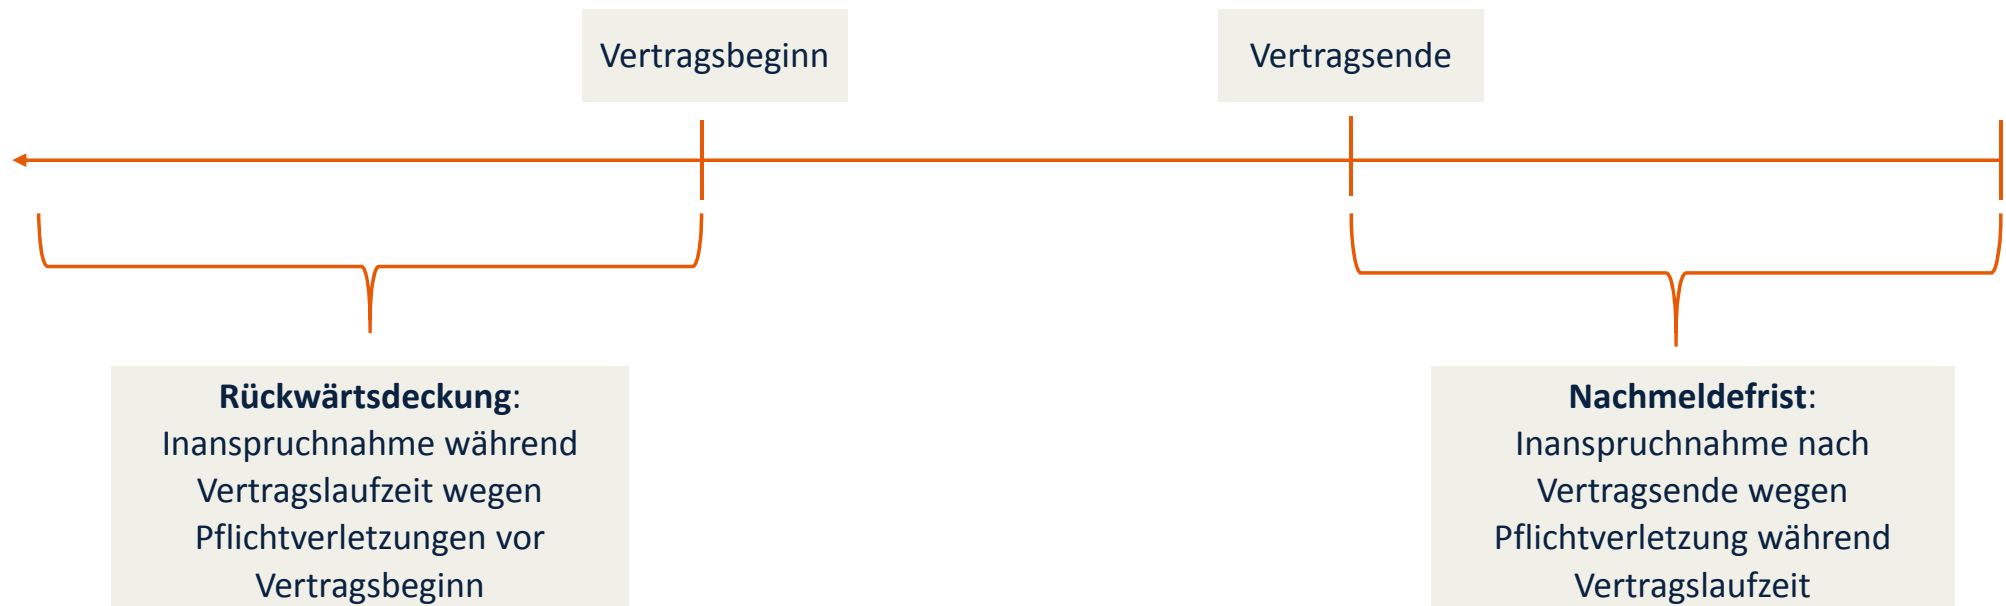 Vertragsbeginn
Vertragsende
Rückwärtsdeckung:
Inanspruchnahme während
Vertragslaufzeit wegen
Pflichtverletzungen vor
Vertragsbeginn
Nachmeldefrist:
Inanspruchnahme nach
Vertragsende wegen
Pflichtverletzung während
Vertragslaufzeit